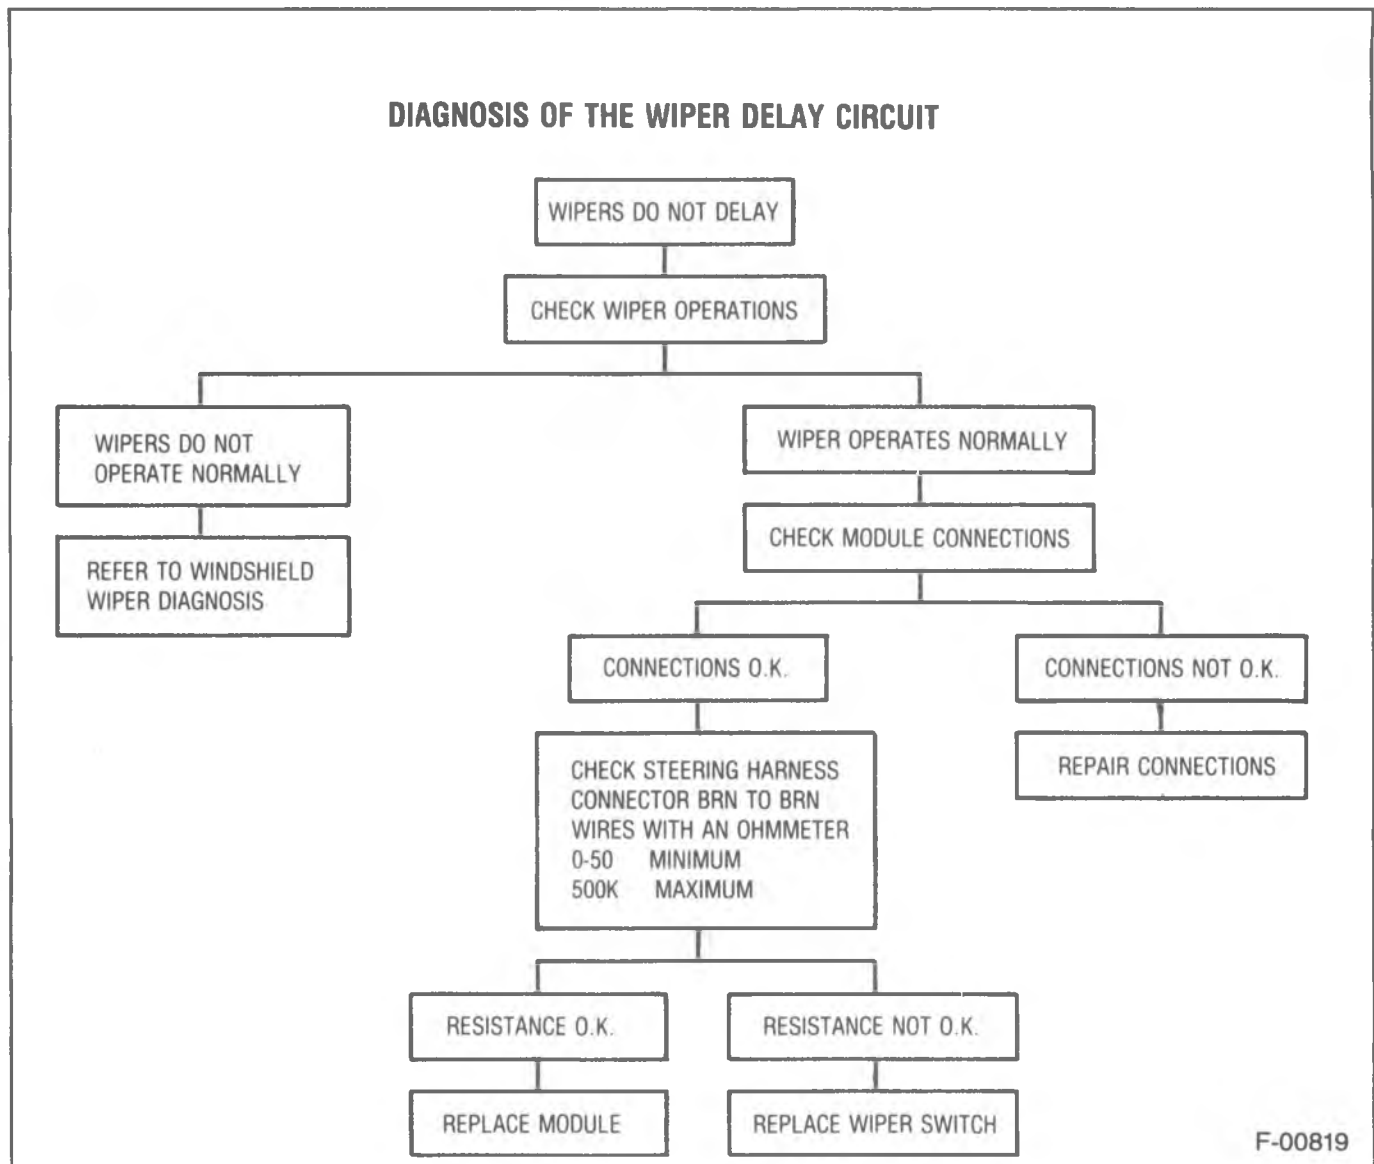 DIAGNOSIS OF THE WIPER DELAY CIRCUIT
WIPERS DO NOT DELAY
CHECK WIPER OPERATIONS
WIPERS DO NOT
OPERATE NORMALLY
REFER TO WINDSHIELD
WIPER DIAGNOSIS
WIPER OPERATES NORMALLY
CHECK MODULE CONNECTIONS
CONNECTIONS O.K.
CONNECTIONS NOT O.K.
CHECK STEERING HARNESS
CONNECTOR BRN TO BRN
WIRES WITH AN OHMMETER
0-50 MINIMUM
500K MAXIMUM
REPAIR CONNECTIONS
RESISTANCE O.K.
RESISTANCE NOT O.K.
REPLACE MODULE
REPLACE WIPER SWITCH
F-00819